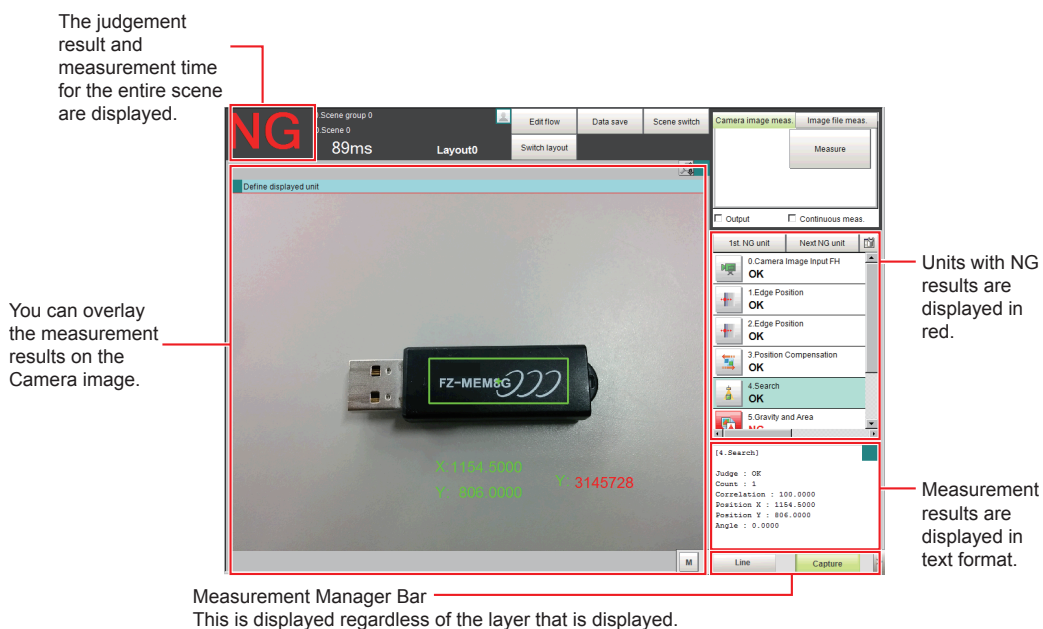 The judgement
result and
measurement time
for the entire scene
are displayed.
NG
0.Scene group 0
0.Scene 0
89ms
Layout0
Edit flow
Data save
Scene switch
Switch layout
Camera image meas.
Image file meas.
Measure
Output
Continuous meas.
Define displayed unit
1st. NG unit
Next NG unit
0.Camera Image Input FH
OK
1.Edge Position
OK
2.Edge Position
OK
3.Position Compensation
OK
4.Search
OK
5.Gravity and Area
NG
Units with NG
results are
displayed in
red.
You can overlay
the measurement
results on the
Camera image.
FZ-MEM8G
X:1154.5000
Y: 806.0000
Y: 3145728
[4.Search]
Judge : OK
Count : 1
Correlation : 100.0000
Position X : 1154.5000
Position Y : 806.0000
Angle : 0.0000
Measurement
results are
displayed in
text format.
M
Line
Capture
Measurement Manager Bar
This is displayed regardless of the layer that is displayed.